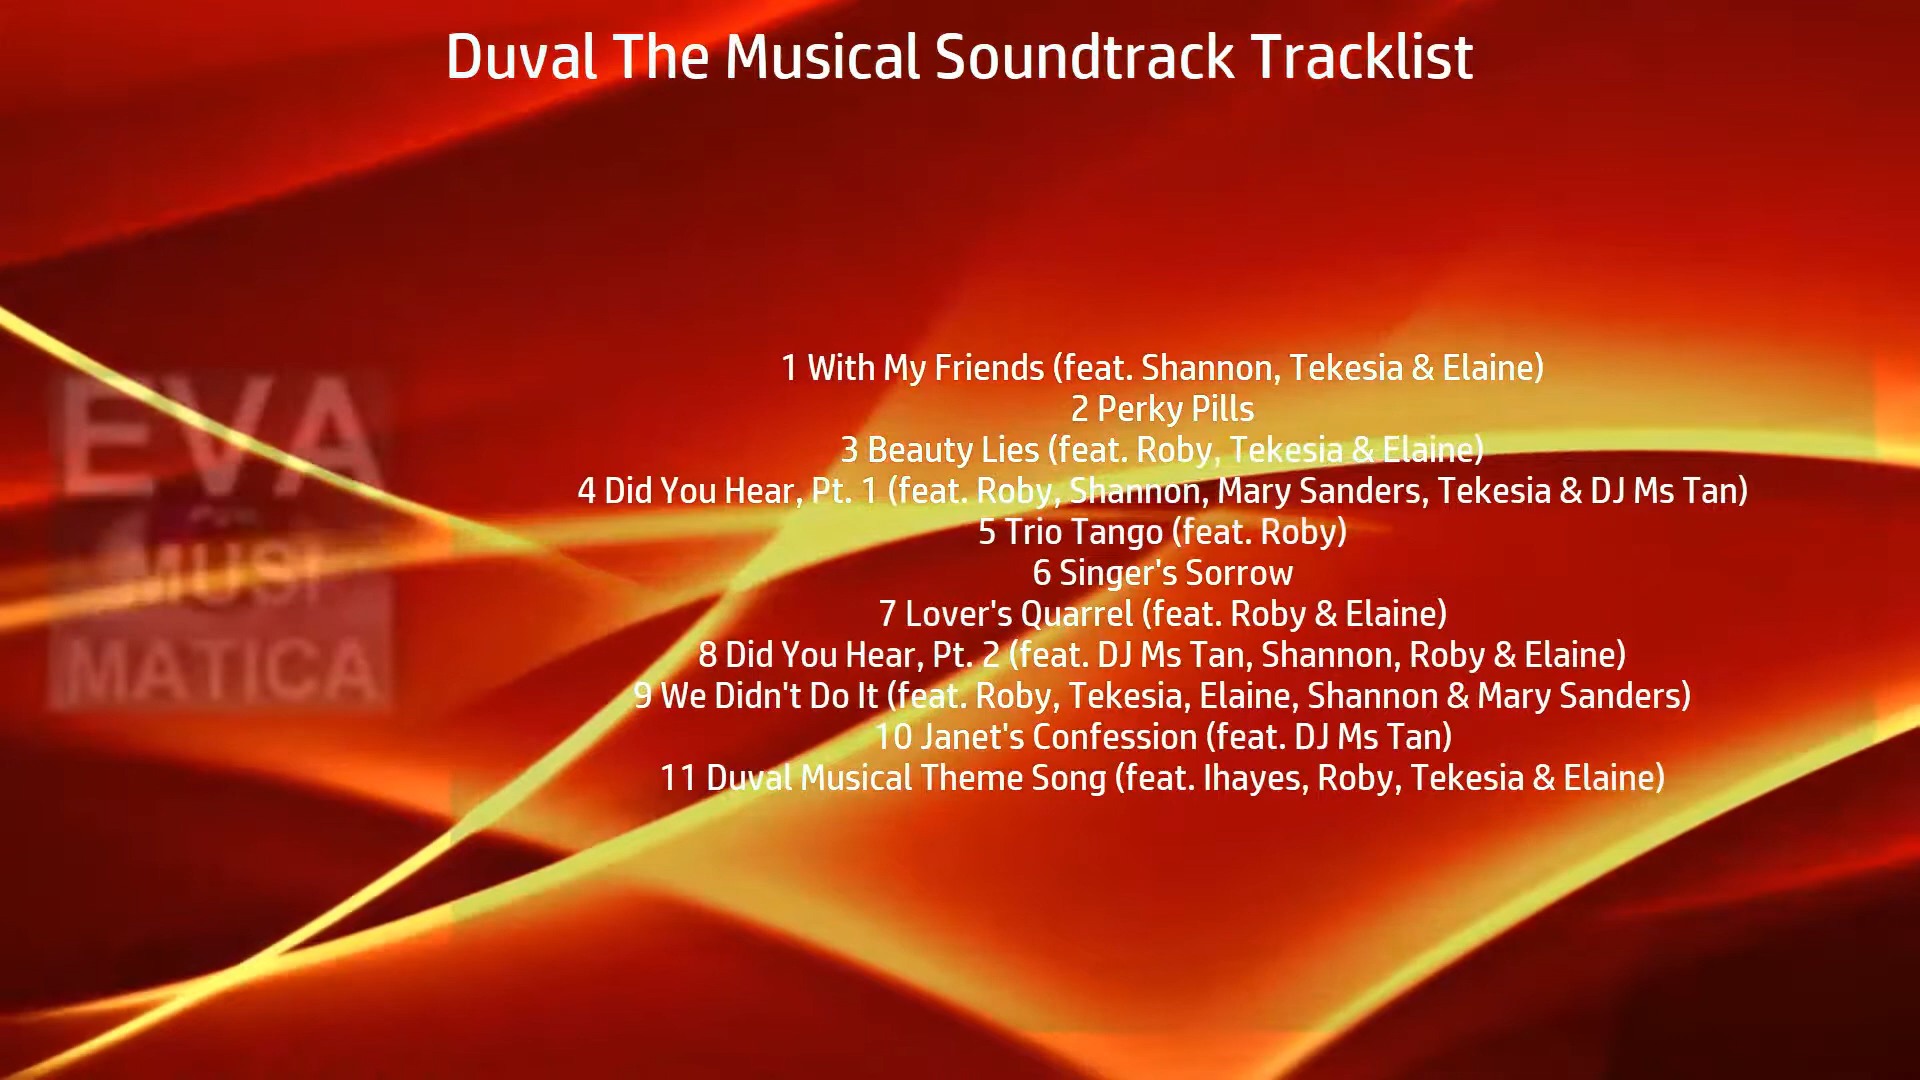 Duval The Musical Soundtrack Tracklist
1 With My Friends (feat. Shannon, Tekesia & Elaine)
2 Perky Pills
3 Beauty Lies (feat. Roby, Tekesia & Elaine)
4 Did You Hear, Pt. 1 (feat. Roby, Shannon, Mary Sanders, Tekesia & DJ Ms Tan)
5 Trio Tango (feat. Roby)
6 Singer's Sorrow
7 Lover's Quarrel (feat. Roby & Elaine)
8 Did You Hear, Pt. 2 (feat. DJ Ms Tan, Shannon, Roby & Elaine)
9 We Didn't Do It (feat. Roby, Tekesia, Elaine, Shannon & Mary Sanders)
10 Janet's Confession (feat. DJ Ms Tan)
11 Duval Musical Theme Song (feat. Ihayes, Roby, Tekesia & Elaine)
EVA
MUSI
MATICA